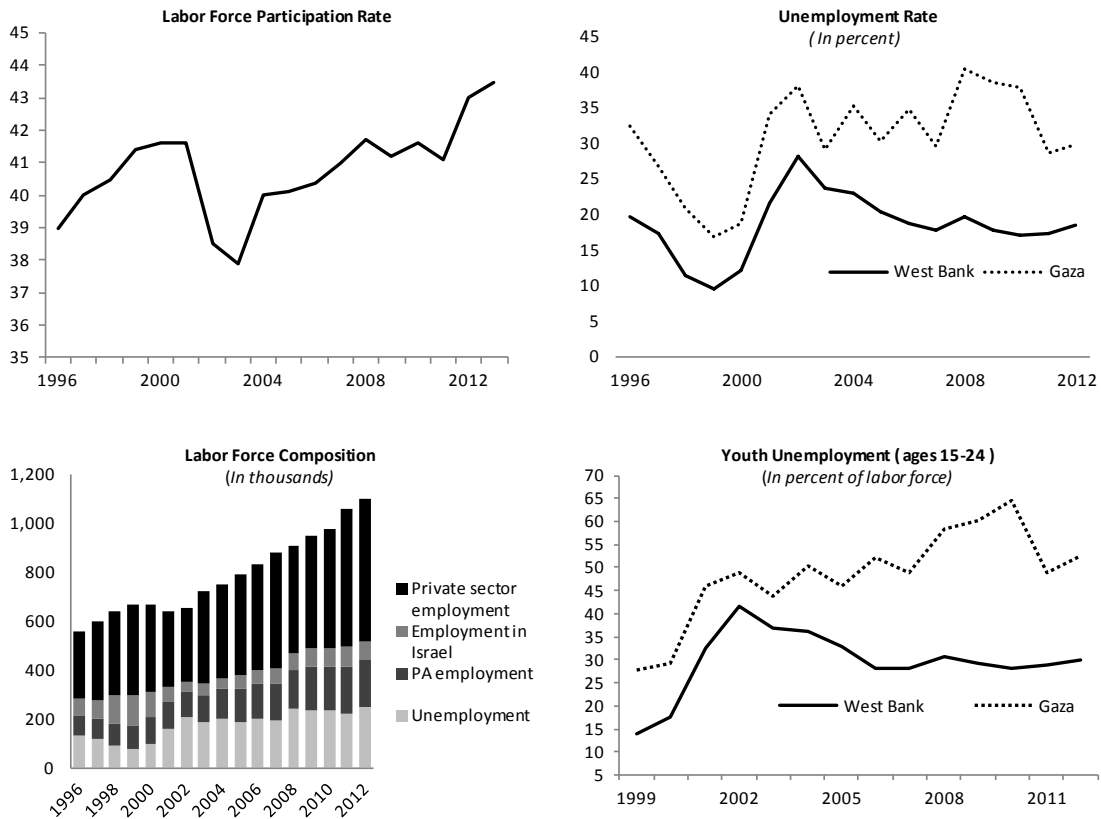 Labor Force Participation Rate
45
44
43
42
41
40
39
38
37
36
35
1996 2000 2004 2008 2012
Unemployment Rate
( In percent)
45
40
35
30
25
20
15
10
5
0
West Bank Gaza
1996 2000 2004 2008 2012
Labor Force Composition
(In thousands)
1,200
1,000
800
600
400
200
0
1996 1998 2000 2002 2004 2006 2008 2010 2012
Private sector
employment
Employment in
Israel
PA employment
Unemployment
Youth Unemployment ( ages 15-24 )
(In percent of labor force)
70
65
60
55
50
45
40
35
30
25
20
15
10
5
West Bank Gaza
1999 2002 2005 2008 2011